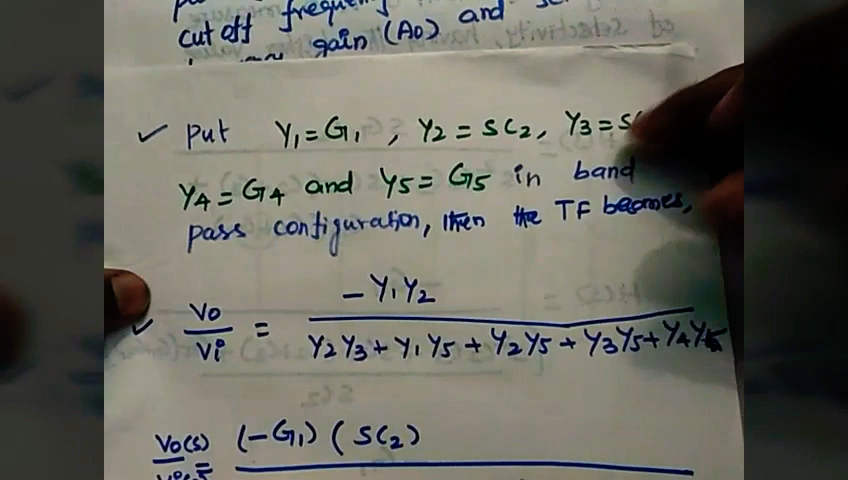 cut off frequency and
gain (A0)
✓ Put Y1 = G1 , Y2 = SC2, Y3 =
Y4 = G4 and Y5 = G5 in band
pass configuration, then the TF becomes,
✓ Vo/Vi = -Y1Y2 / Y2Y3 + Y1Y5 + Y2Y5 + Y3Y5 + Y4Y5
Vo(s) / = (-G1) (SC2)